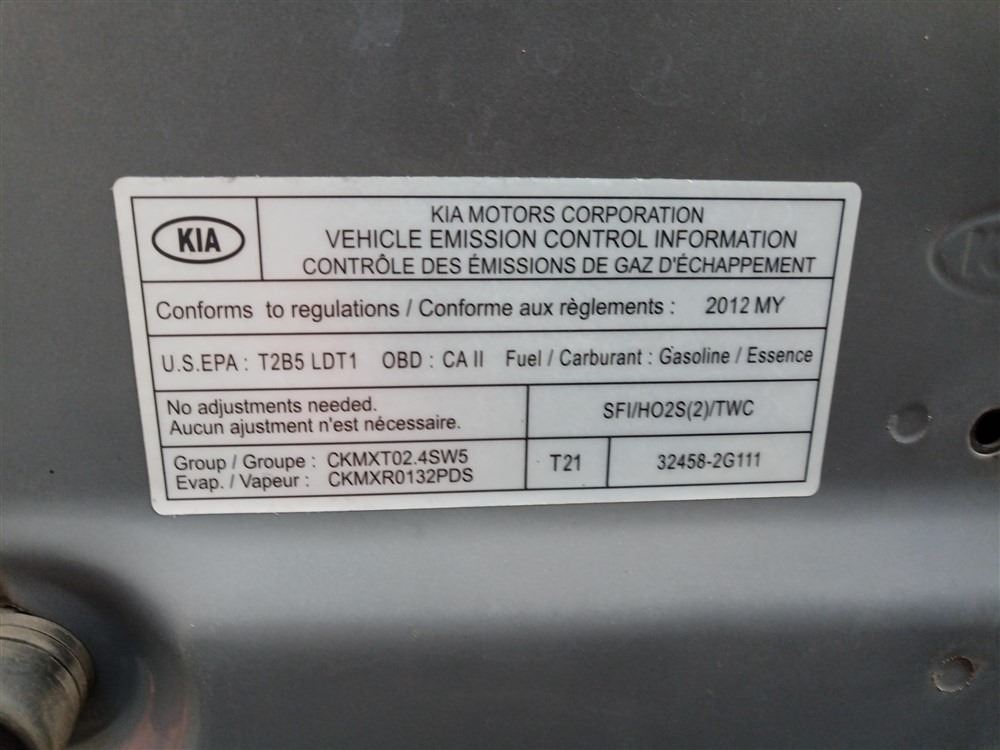 KIA
KIA MOTORS CORPORATION
VEHICLE EMISSION CONTROL INFORMATION
CONTRÔLE DES ÉMISSIONS DE GAZ D'ÉCHAPPEMENT
Conforms to regulations / Conforme aux règlements : 2012 MY
U.S.EPA : T2B5 LDT1 OBD : CA II Fuel / Carburant : Gasoline / Essence
No adjustments needed.
Aucun ajustment n'est nécessaire.
SFI/HO2S(2)/TWC
Group / Groupe : CKMXT02.4SW5
Evap. / Vapeur : CKMXR0132PDS
T21
32458-2G111